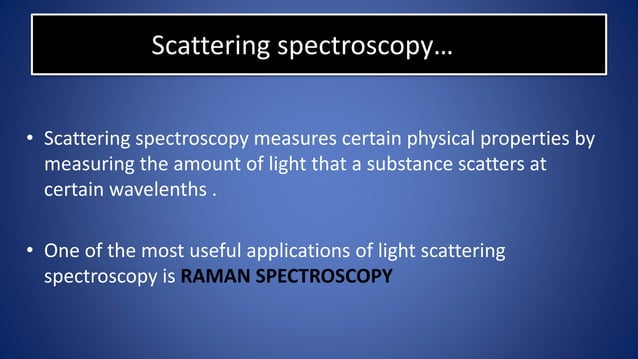 Scattering spectroscopy…
• Scattering spectroscopy measures certain physical properties by
measuring the amount of light that a substance scatters at
certain wavelenths .
• One of the most useful applications of light scattering
spectroscopy is RAMAN SPECTROSCOPY